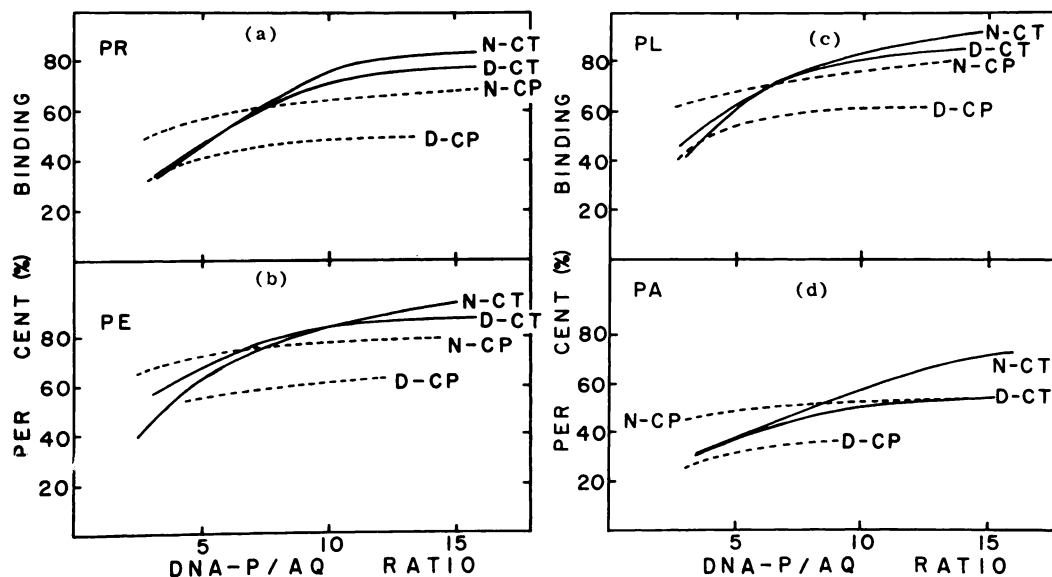 PR
(a)
N-CT
D-CT
N-CP
D-CP
80
60
40
20
BINDING
PL
(c)
N-CT
D-CT
N-CP
D-CP
80
60
40
20
BINDING
PE
(b)
N-CT
D-CT
N-CP
D-CP
80
60
40
20
PER CENT (%)
5
10
15
DNA-P/AQ RATIO
PA
(d)
N-CT
D-CT
N-CP
D-CP
80
60
40
20
PER CENT (%)
5
10
15
DNA-P/AQ RATIO